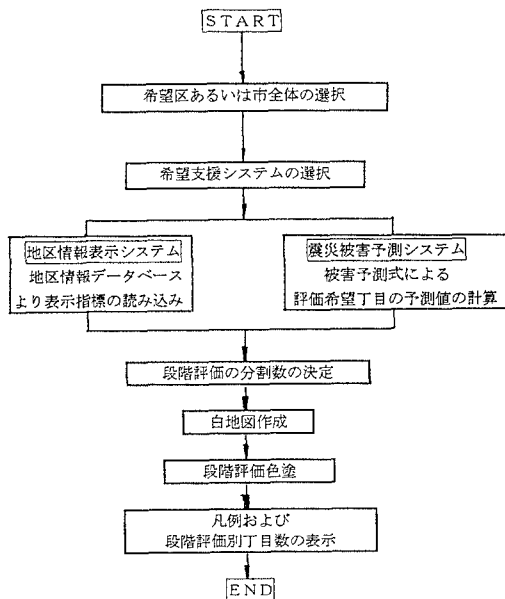 START
希望区あるいは市全体の選択
希望支援システムの選択
地区情報表示システム
地区情報データベース
より表示指標の読み込み
震災被害予測システム
被害予測式による
評価希望丁目の予測値の計算
段階評価の分割数の決定
白地図作成
段階評価色塗
凡例および
段階評価別丁目数の表示
END